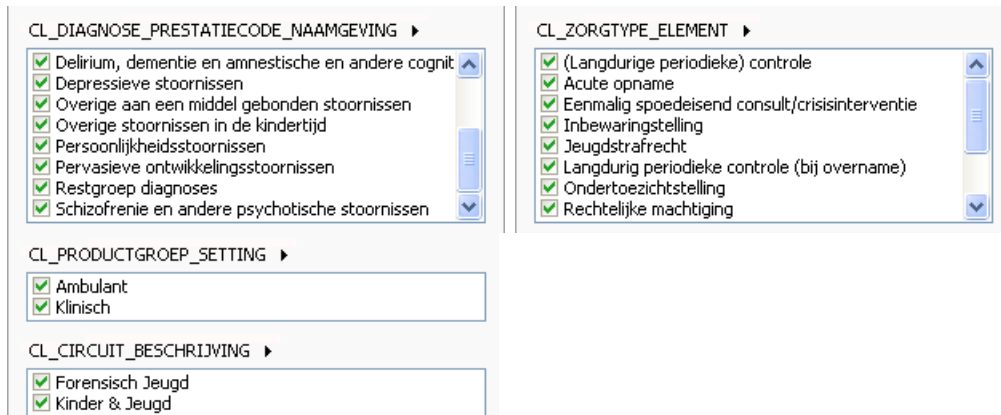 CL_DIAGNOSE_PRESTATIECODE_NAAMGEVING
Delirium, dementie en amnestische en andere cognit
Depressieve stoornissen
Overige aan een middel gebonden stoornissen
Overige stoornissen in de kindertijd
Persoonlijkheidsstoornissen
Pervasieve ontwikkelingsstoornissen
Restgroep diagnoses
Schizofrenie en andere psychotische stoornissen
CL_ZORGTYPE_ELEMENT
(Langdurige periodieke) controle
Acute opname
Eenmalig spoedeisend consult/crisisinterventie
Inbewaringstelling
Jeugdstrafrecht
Langdurig periodieke controle (bij overname)
Ondertoezichtstelling
Rechtelijke machtiging
CL_PRODUCTGROEP_SETTING
Ambulant
Klinisch
CL_CIRCUIT_BESCHRIJVING
Forensisch Jeugd
Kinder & Jeugd